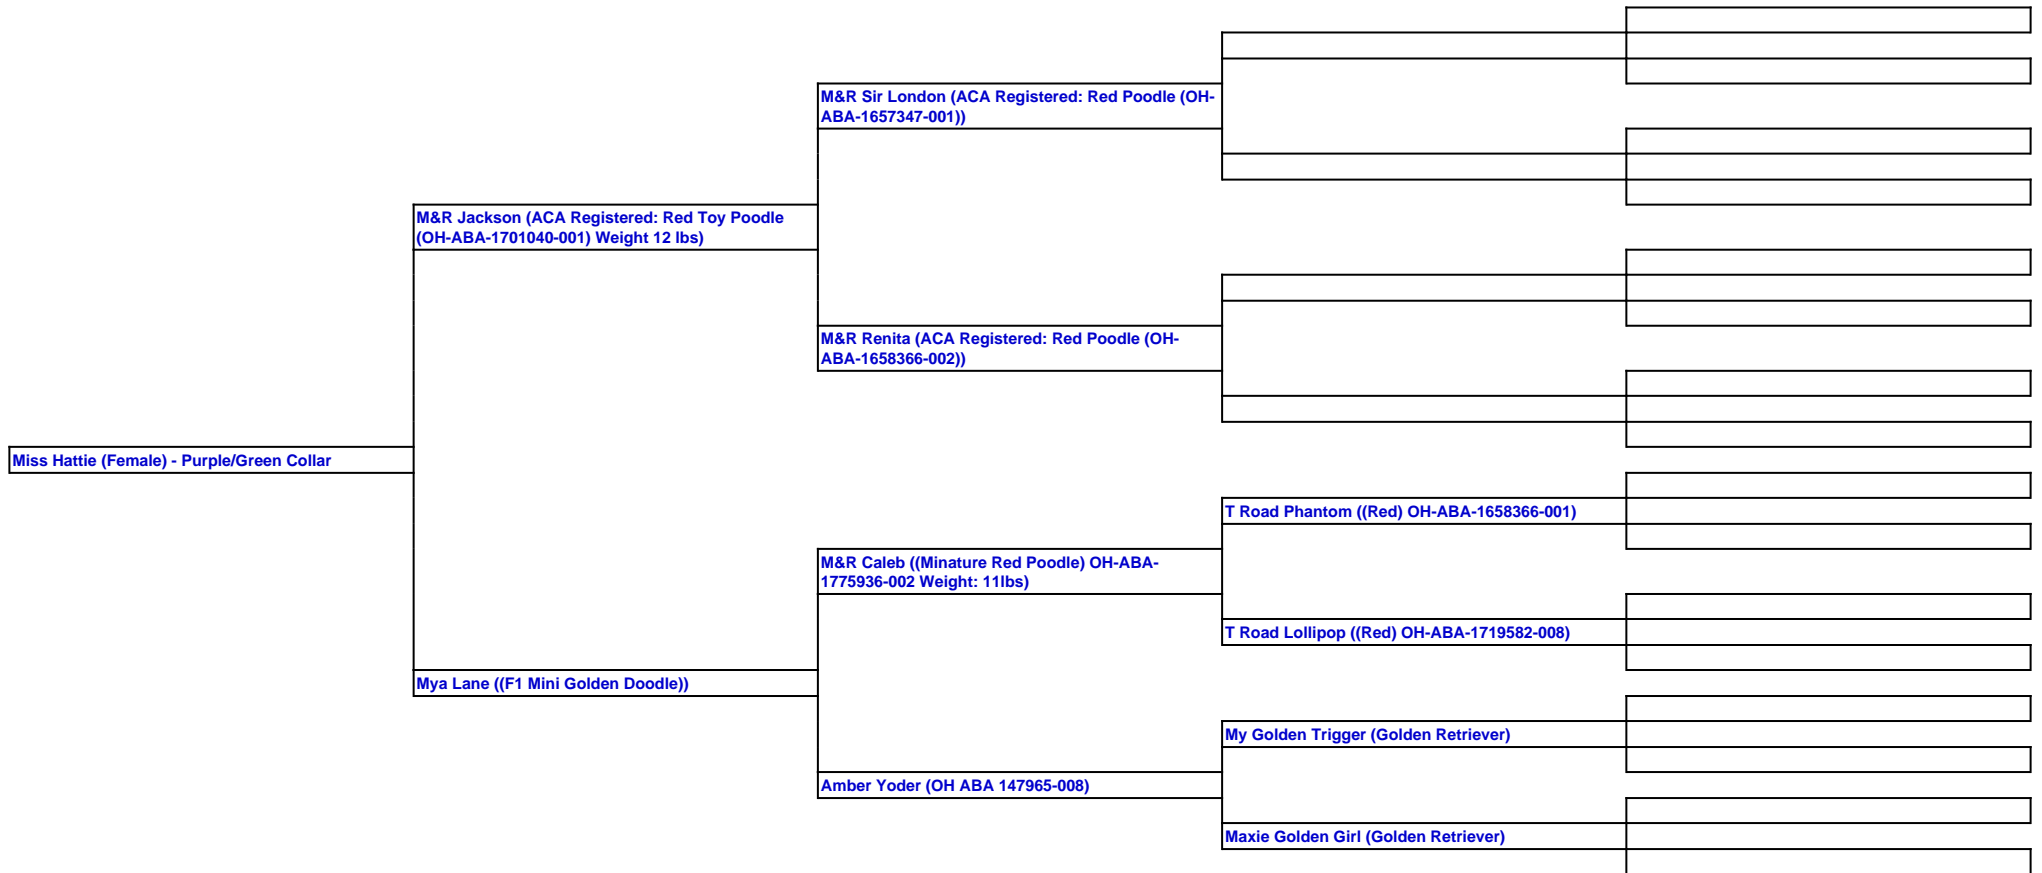 M&R Sir London (ACA Registered: Red Poodle (OH-
ABA-1657347-001))
M&R Jackson (ACA Registered: Red Toy Poodle
(OH-ABA-1701040-001) Weight 12 lbs)
M&R Renita (ACA Registered: Red Poodle (OH-
ABA-1658366-002))
Miss Hattie (Female) - Purple/Green Collar
T Road Phantom ((Red) OH-ABA-1658366-001)
M&R Caleb ((Minature Red Poodle) OH-ABA-
1775936-002 Weight: 11lbs)
T Road Lollipop ((Red) OH-ABA-1719582-008)
Mya Lane ((F1 Mini Golden Doodle))
My Golden Trigger (Golden Retriever)
Amber Yoder (OH ABA 147965-008)
Maxie Golden Girl (Golden Retriever)